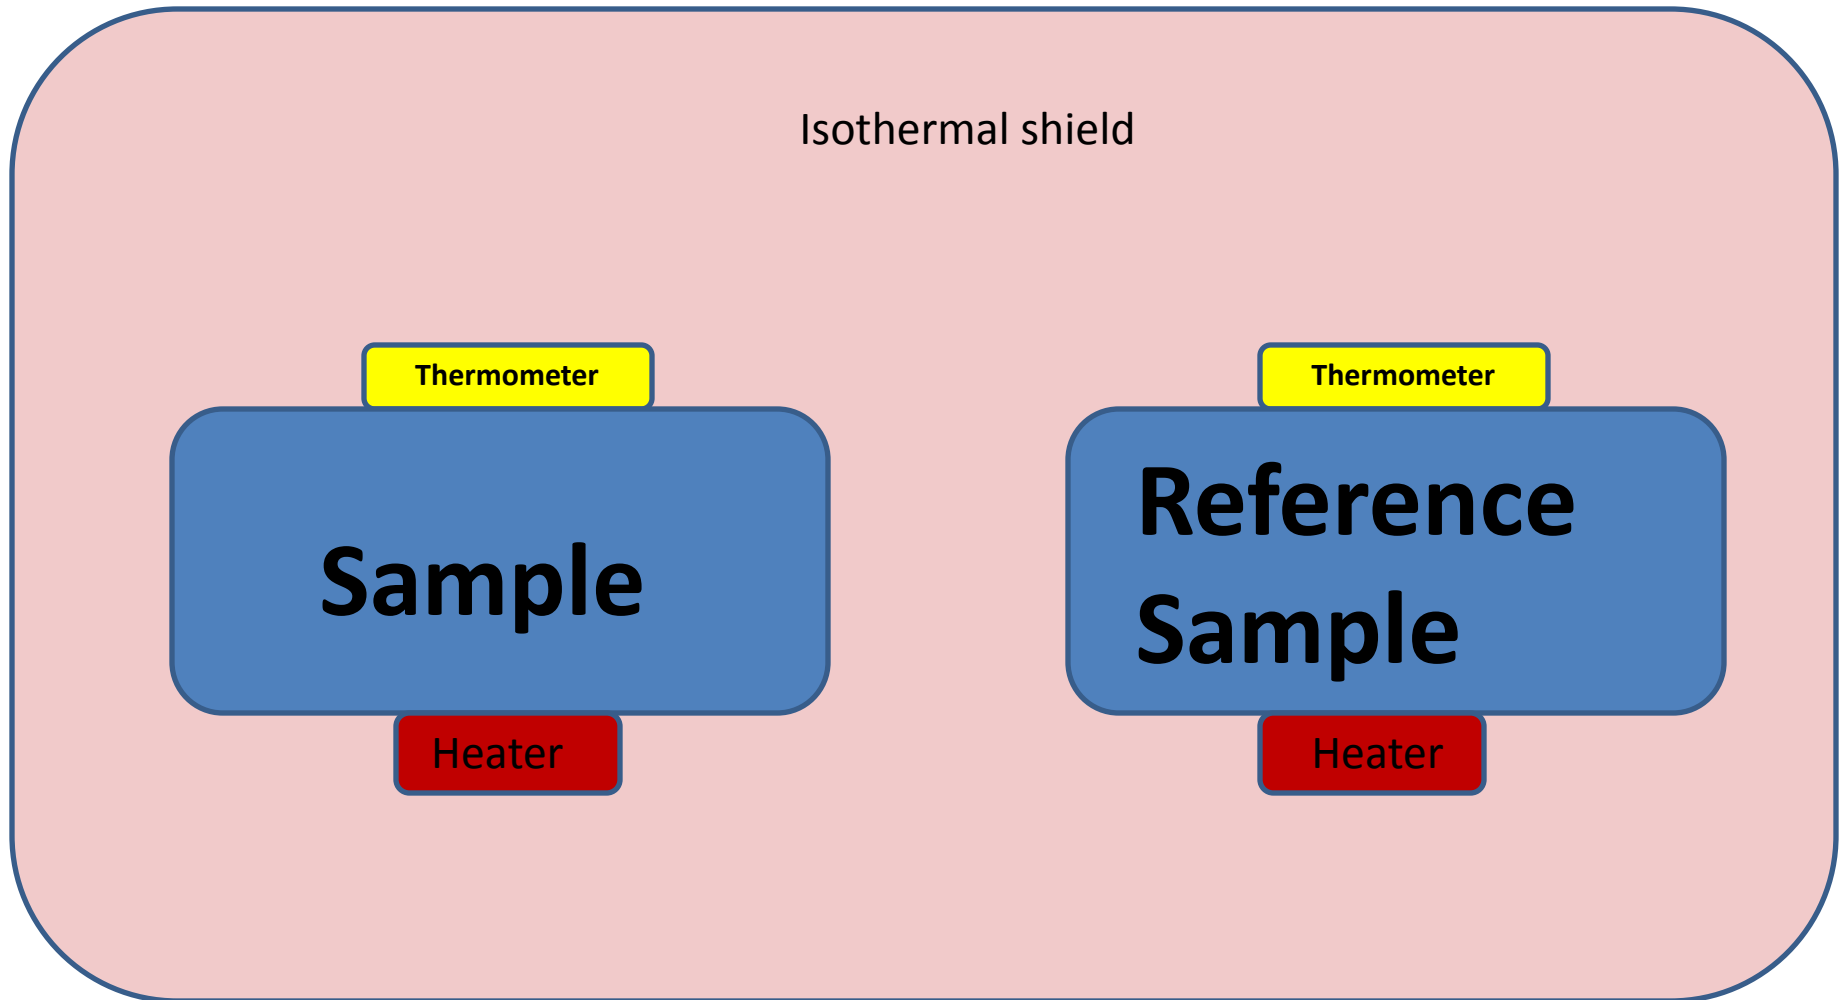 Isothermal shield
Thermometer
Thermometer
Sample
Reference
Sample
Heater
Heater